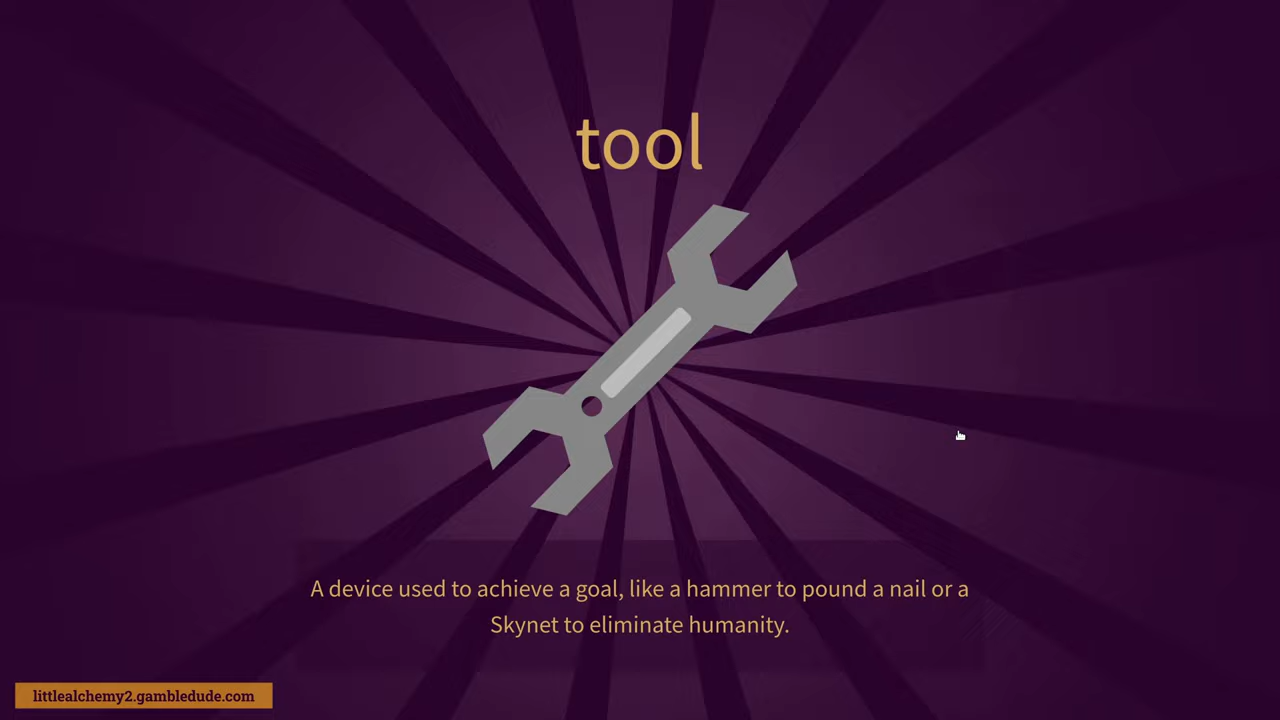 tool
A device used to achieve a goal, like a hammer to pound a nail or a
Skynet to eliminate humanity.
littlealchemy2.gambledude.com